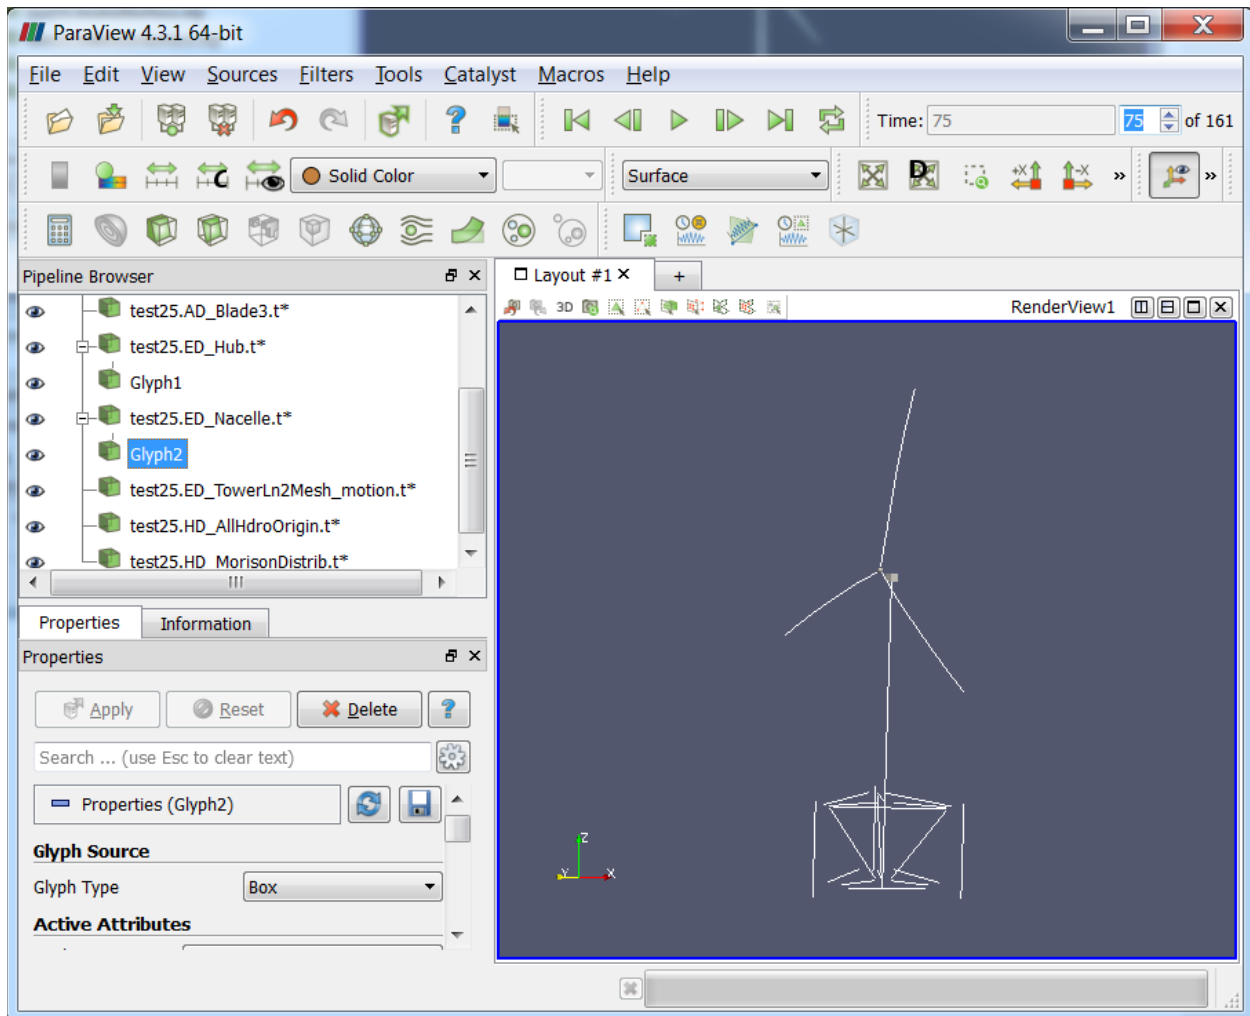 ParaView 4.3.1 64-bit
File Edit View Sources Filters Tools Catalyst Macros Help
Time: 75 75 of 161
Solid Color Surface D +X -X » »
Pipeline Browser
Layout #1 +
3D RenderView1
test25.AD_Blade3.t*
test25.ED_Hub.t*
Glyph1
test25.ED_Nacelle.t*
Glyph2
test25.ED_TowerLn2Mesh_motion.t*
test25.HD_AllHdroOrigin.t*
test25.HD_MorisonDistrib.t*
Properties Information
Properties
Apply Reset Delete ?
Search ... (use Esc to clear text)
Properties (Glyph2)
Glyph Source
Glyph Type Box
Active Attributes
Z
Y X